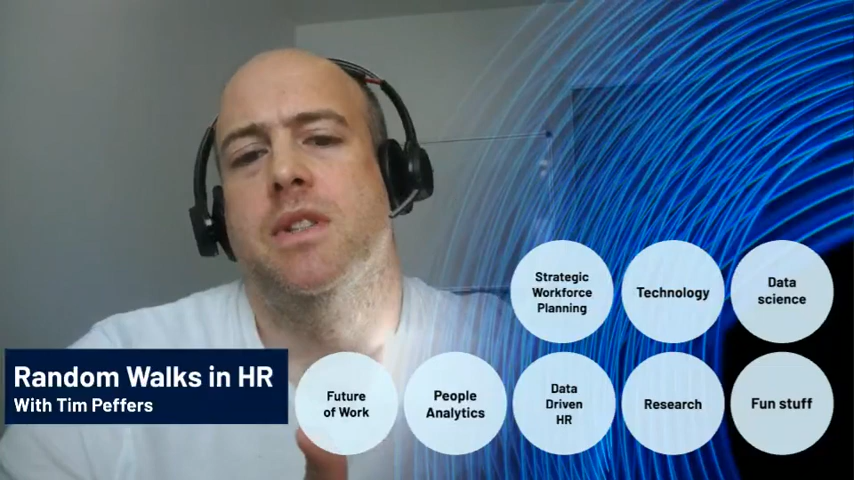 Random Walks in HR
With Tim Peffers
Strategic
Workforce
Planning
Technology
Data
science
Future
of Work
People
Analytics
Data
Driven
HR
Research
Fun stuff